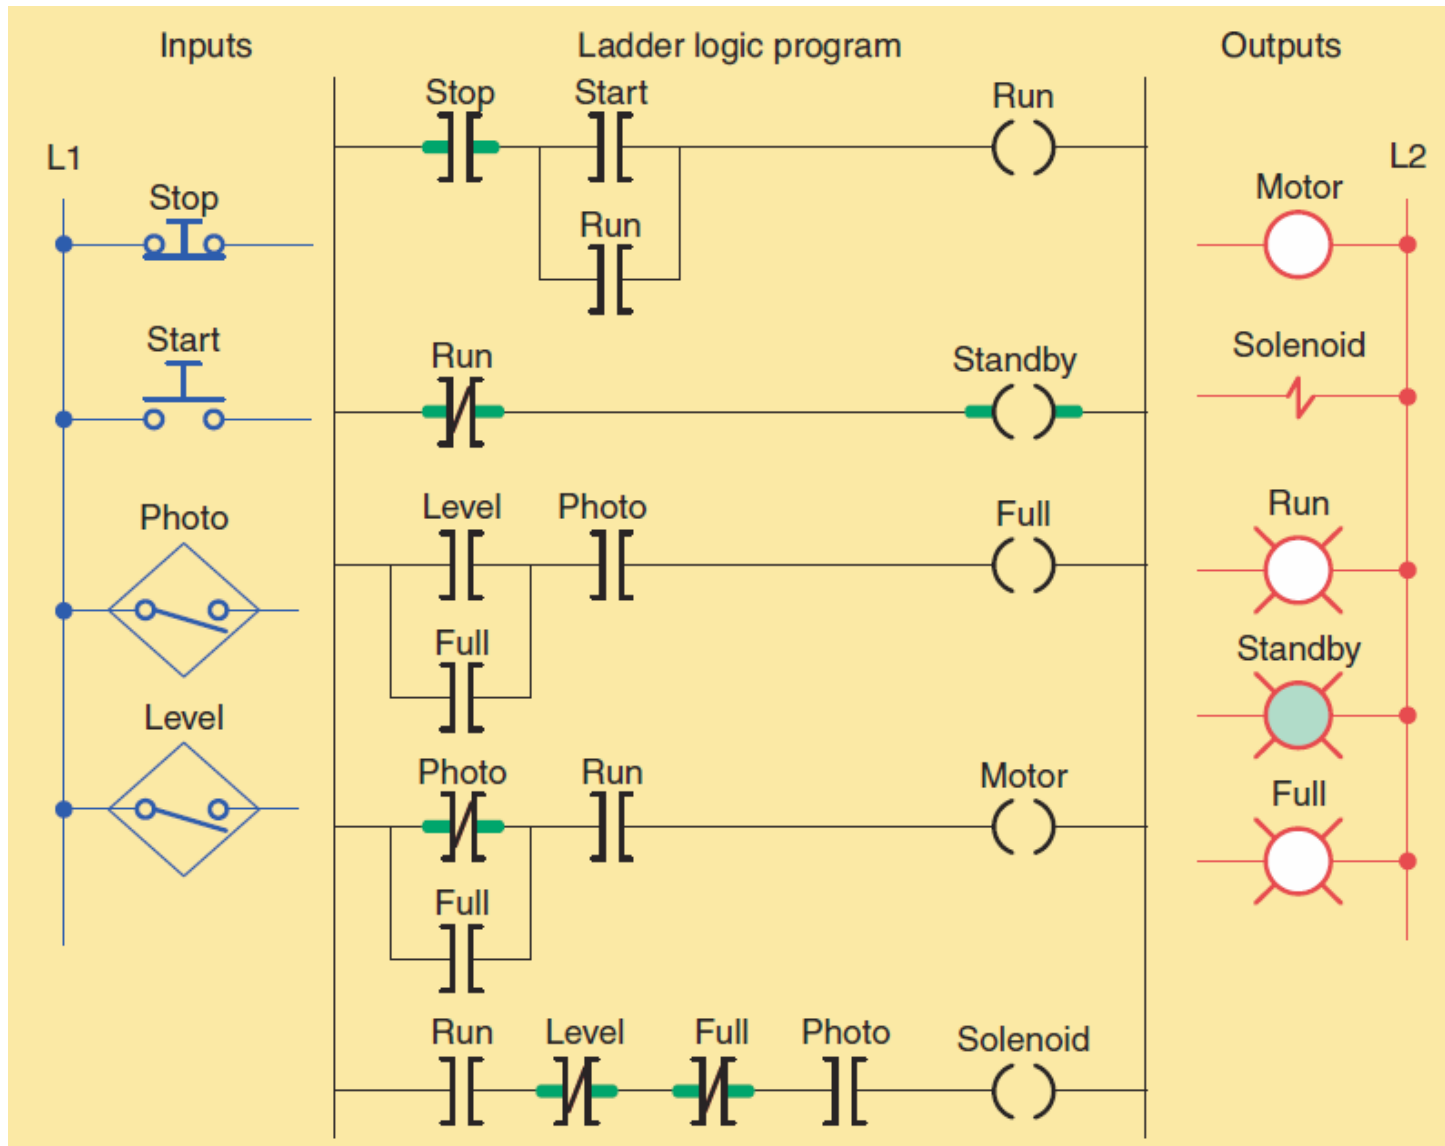 Inputs
Ladder logic program
Outputs
L1
Stop
Start
Photo
Level
Stop Start Run
Run
Run Standby
Level Photo Full
Full
Photo Run Motor
Full
Run Level Full Photo Solenoid
L2
Motor
Solenoid
Run
Standby
Full